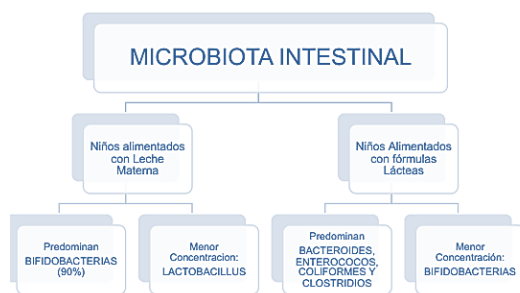 MICROBIOTA INTESTINAL
Niños alimentados
con Leche
Materna
Niños Alimentados
con fórmulas
Lácteas
Predominan
BIFIDOBACTERIAS
(90%)
Menor
Concentracion:
LACTOBACILLUS
Predominan
BACTEROIDES,
ENTEROCOCOS,
COLIFORMES Y
CLOSTRIDIOS
Menor
Concentración:
BIFIDOBACTERIAS